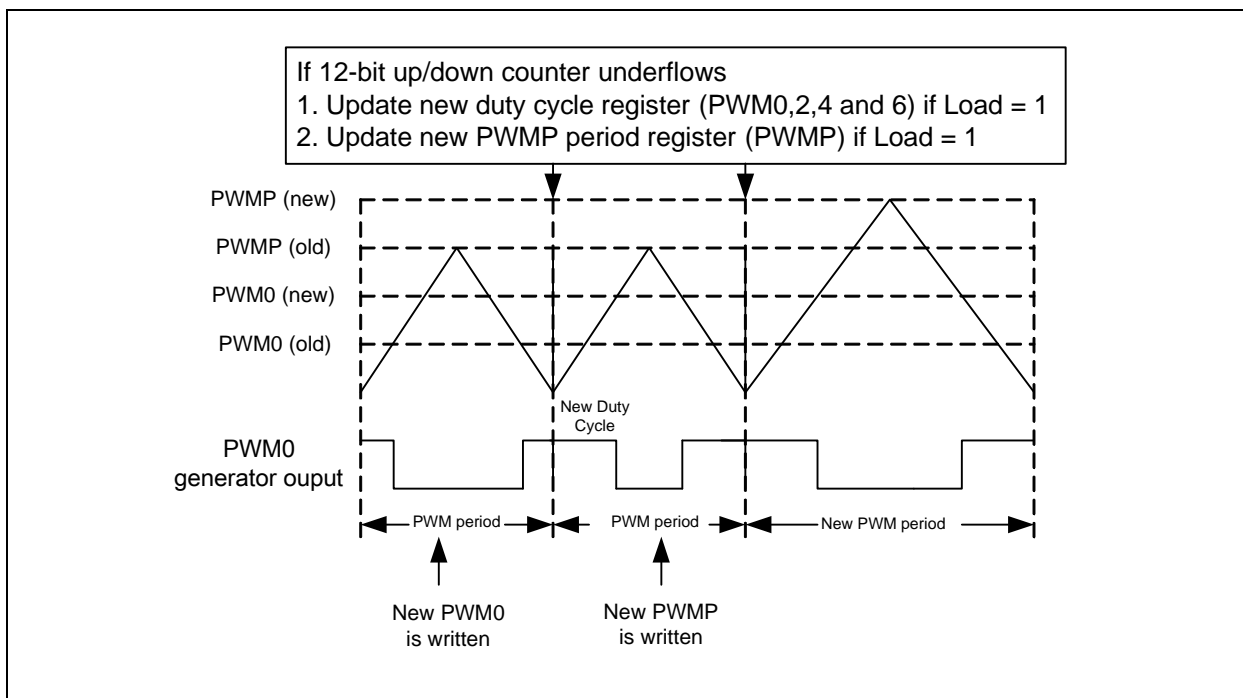 If 12-bit up/down counter underflows
1. Update new duty cycle register (PWM0,2,4 and 6) if Load = 1
2. Update new PWMP period register (PWMP) if Load = 1
PWMP (new)
PWMP (old)
PWM0 (new)
PWM0 (old)
New Duty
Cycle
PWM0
generator ouput
PWM period
PWM period
New PWM period
New PWM0
is written
New PWMP
is written